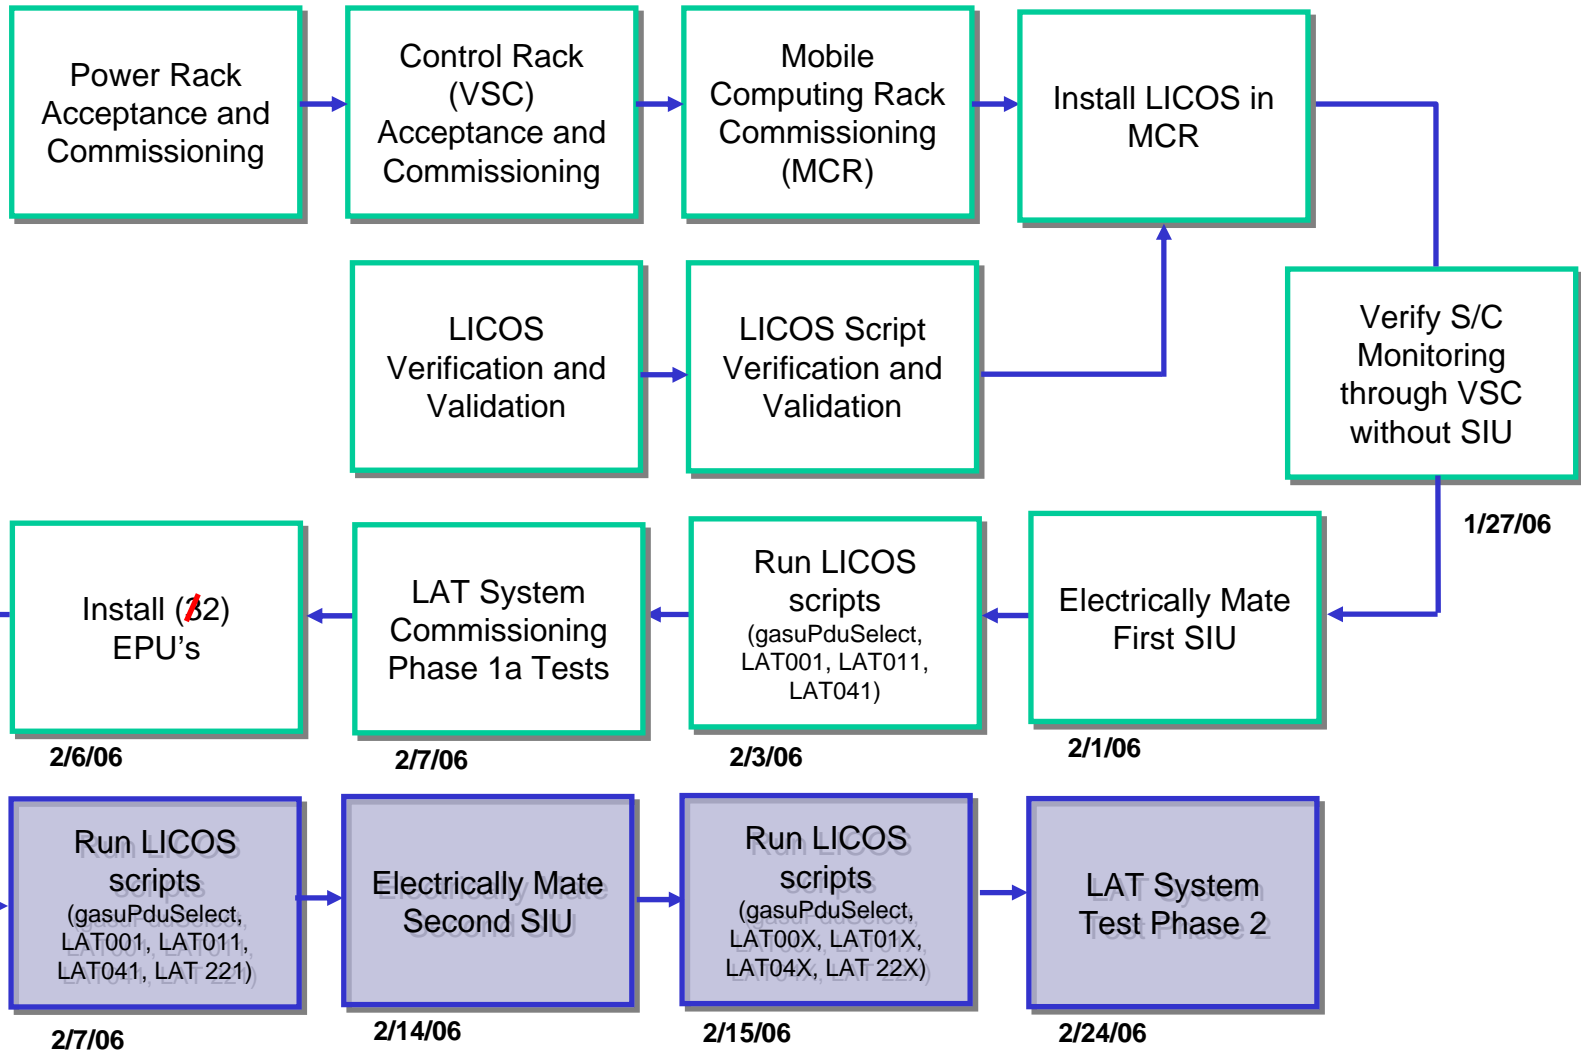 Power Rack
Acceptance and
Commissioning
Control Rack
(VSC)
Acceptance and
Commissioning
Mobile
Computing Rack
Commissioning
(MCR)
Install LICOS in
MCR
LICOS
Verification and
Validation
LICOS Script
Verification and
Validation
Verify S/C
Monitoring
through VSC
without SIU
1/27/06
Install (32)
EPU's
2/6/06
LAT System
Commissioning
Phase 1a Tests
2/7/06
Run LICOS
scripts
(gasuPduSelect,
LAT001, LAT011,
LAT041)
2/3/06
Electrically Mate
First SIU
2/1/06
Run LICOS
scripts
(gasuPduSelect,
LAT001, LAT011,
LAT041, LAT 221)
2/7/06
Electrically Mate
Second SIU
2/14/06
Run LICOS
scripts
(gasuPduSelect,
LAT00X, LAT01X,
LAT04X, LAT 22X)
2/15/06
LAT System
Test Phase 2
2/24/06